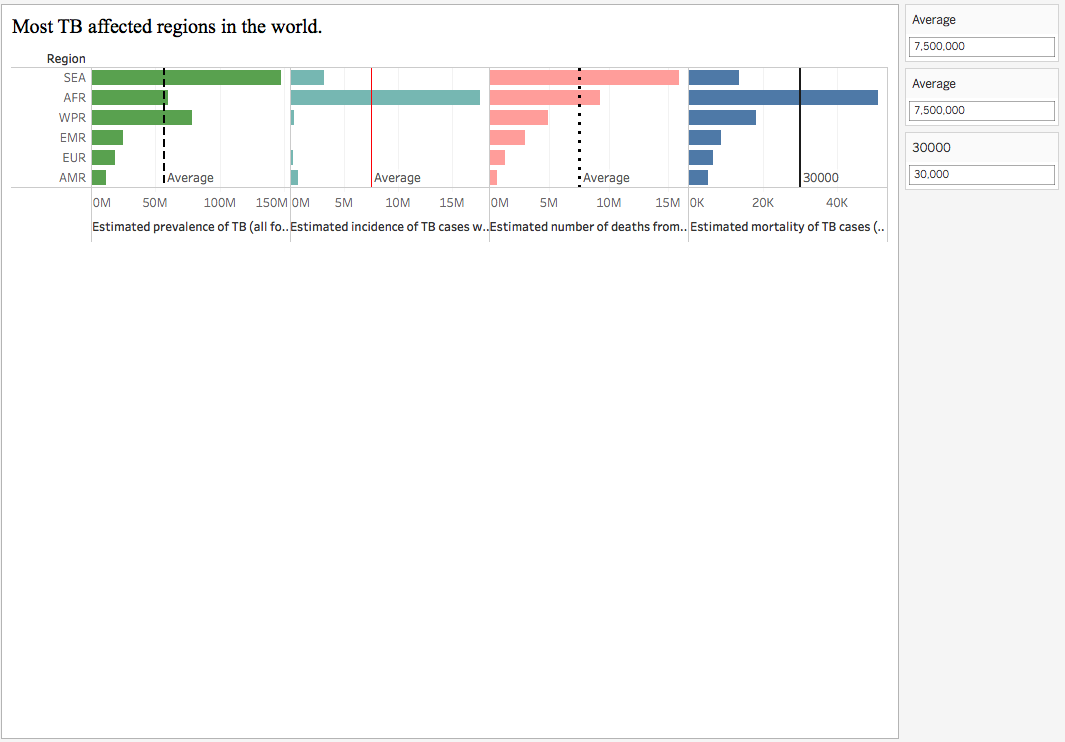 Most TB affected regions in the world.
Region
SEA
AFR
WPR
EMR
EUR
AMR
Average
Average
Average
30000
0M 50M 100M 150M 0M 5M 10M 15M 0M 5M 10M 15M 0K 20K 40K
Estimated prevalence of TB (all fo.. Estimated incidence of TB cases w.. Estimated number of deaths from.. Estimated mortality of TB cases (..
Average
7,500,000
Average
7,500,000
30000
30,000